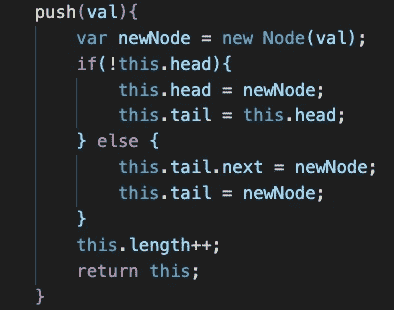 push(val){
    var newNode = new Node(val);
    if(!this.head){
        this.head = newNode;
        this.tail = this.head;
    } else {
        this.tail.next = newNode;
        this.tail = newNode;
    }
    this.length++;
    return this;
}